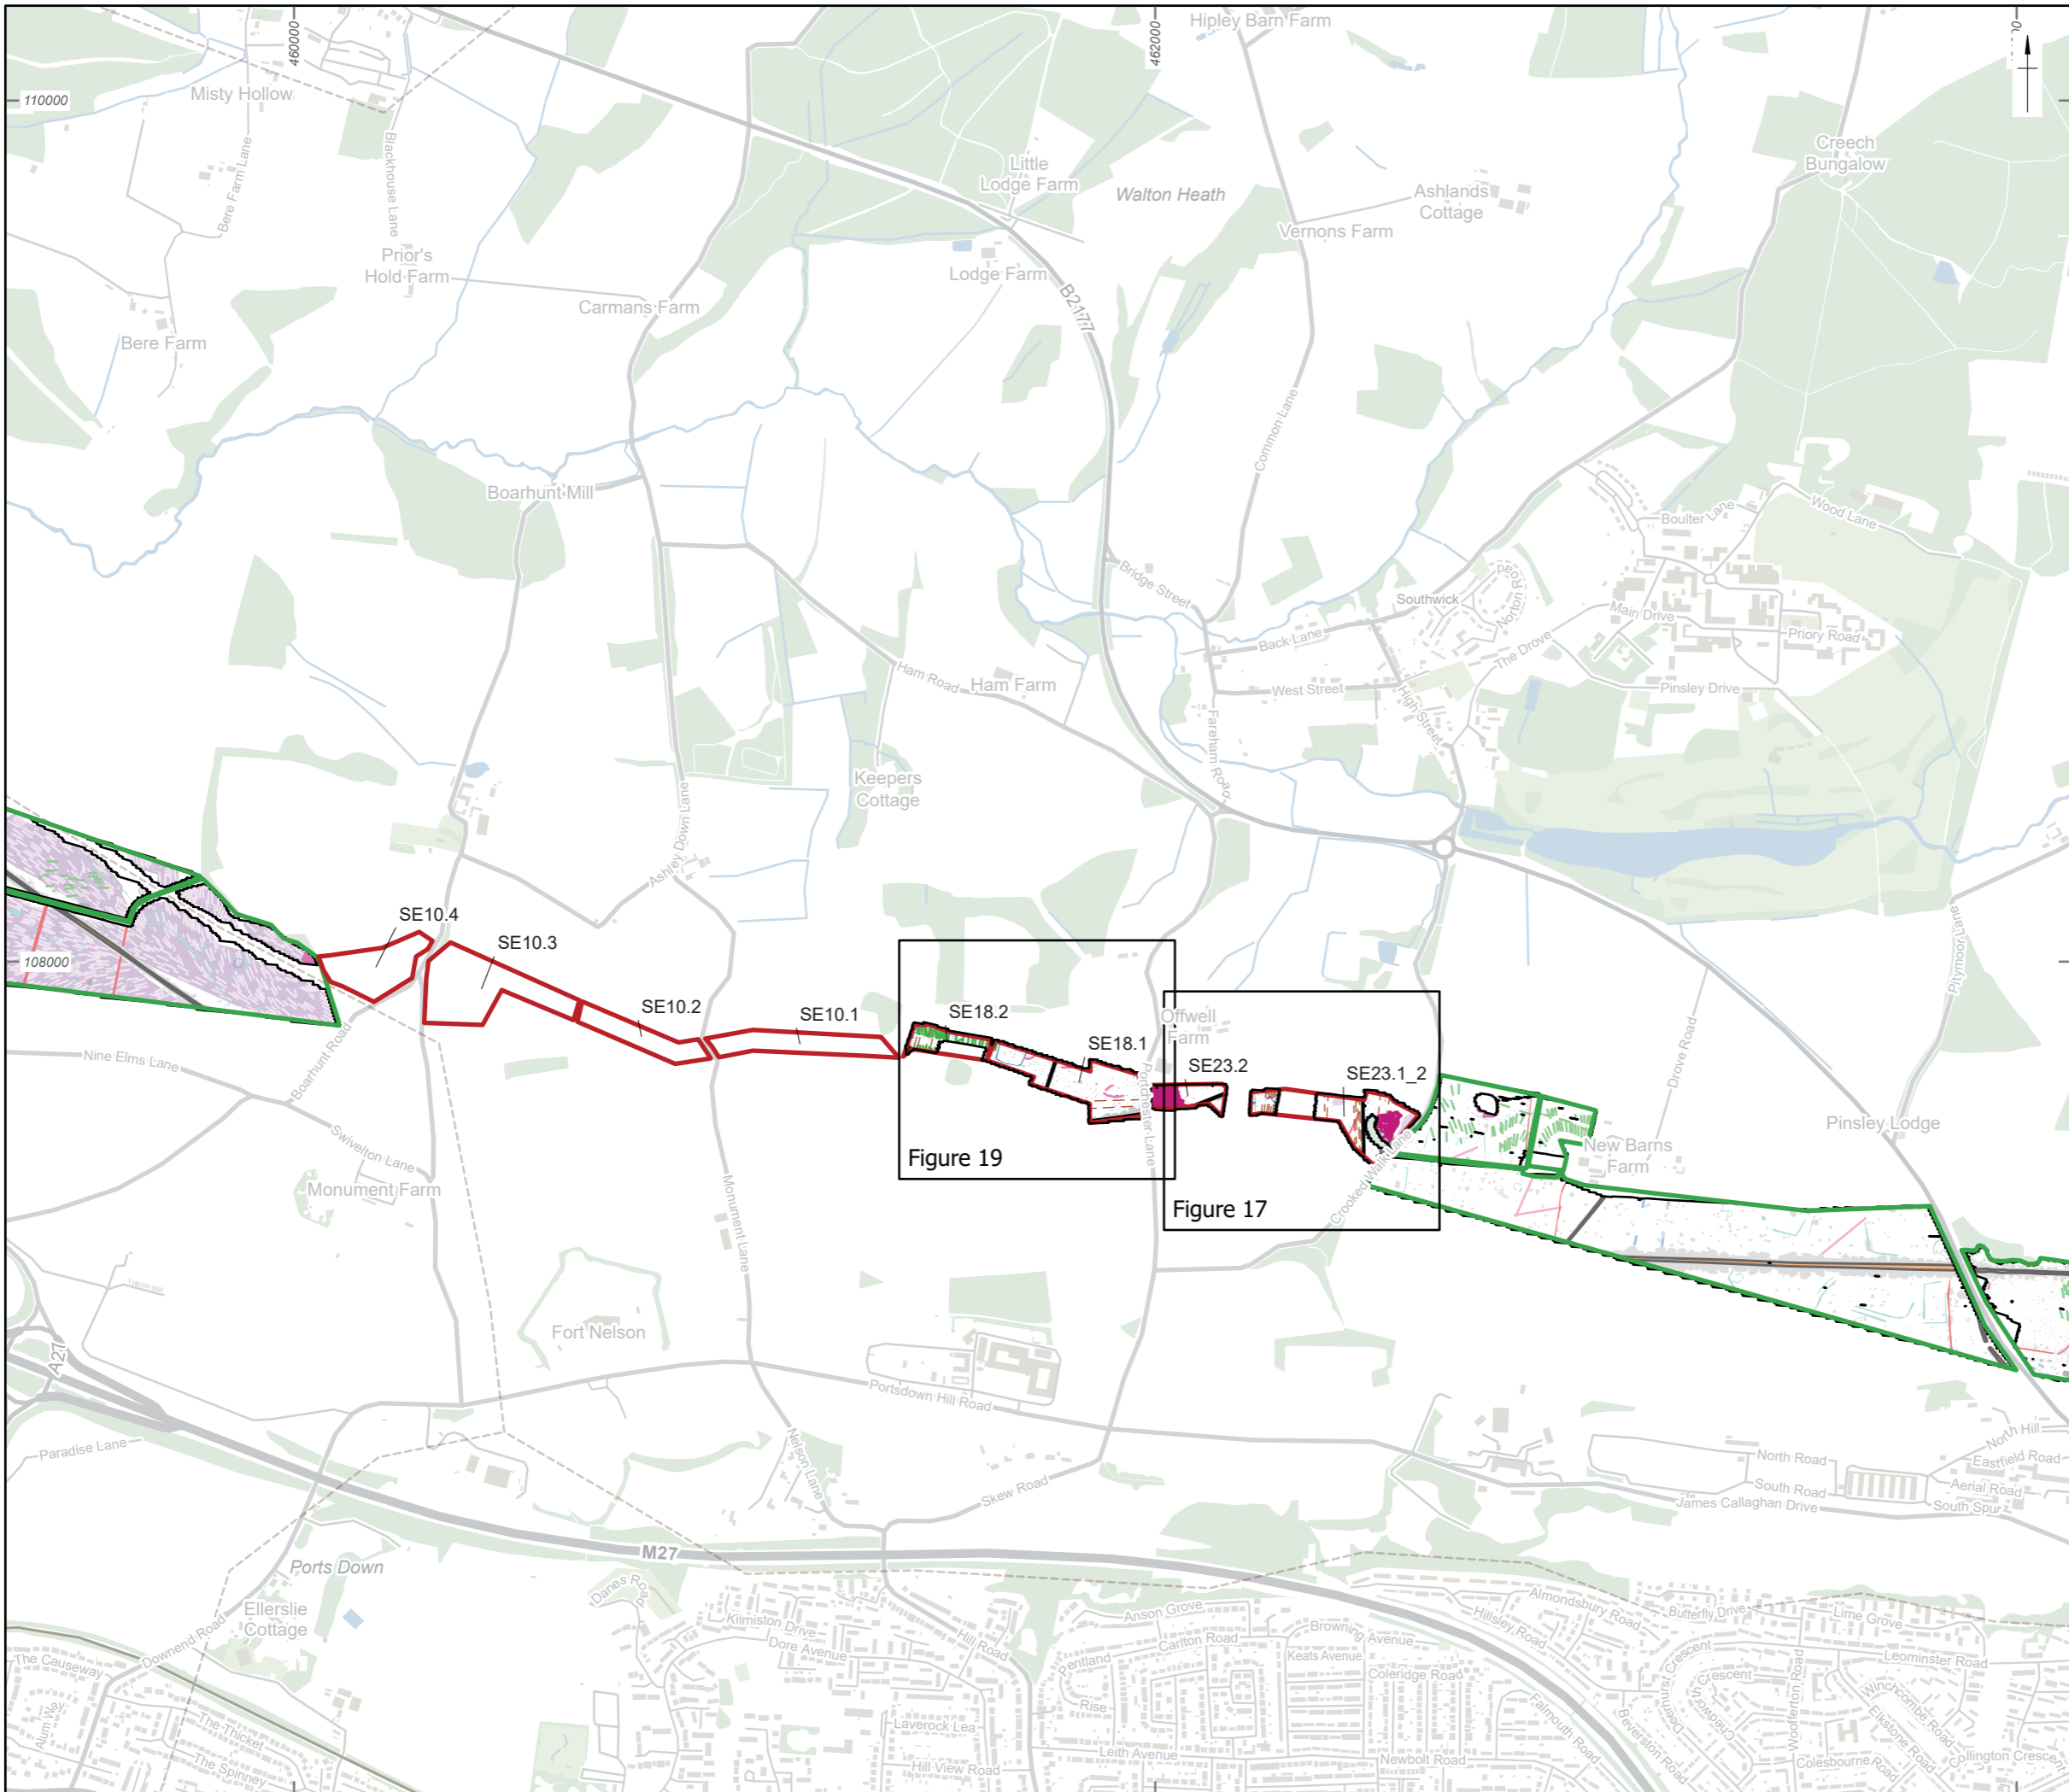 460000
462000
Hipley Barn Farm
110000
Misty Hollow
Bere Farm Lane
Blackhouse Lane
Creech
Bungalow
Little
Lodge Farm
Walton Heath
Ashlands
Cottage
Vernons Farm
Prior's
Hold Farm
Lodge Farm
Carmans Farm
B2177
Bere Farm
Common Lane
Boarhunt Mill
Wood Lane
Boulter Lane
Bridge Street
Southwick
Norton Road
Main Drive
Priory Road
Back Lane
The Drove
Ham Road
Ham Farm
West Street
Pinsley Drive
High Street
Fareham Road
Keepers
Cottage
Ashley Down Lane
SE10.4
SE10.3
108000
Pitymoor Lane
SE10.2
SE10.1
SE18.2
SE18.1
Offwell
Farm
SE23.2
SE23.1_2
Drove Road
Nine Elms Lane
Boarhunt Road
Portchester Lane
Pinsley Lodge
New Barns
Farm
Swivelton Lane
Monument Farm
Monument Lane
Figure 19
Figure 17
Crooked Walk Lane
Fort Nelson
A27
Portsdown Hill Road
Paradise Lane
Nelson Lane
Skew Road
North Hill
North Road
Eastfield Road
South Road
Aerial Road
James Callaghan Drive
South Spur
M27
Ports Down
Danes Road
Ellerslie
Cottage
Downend Road
Kilmiston Drive
Dore Avenue
Hill Road
Anson Grove
Carlton Road
Pentland
Rise
Browning Avenue
Keats Avenue
Coleridge Road
Hillsley Road
Almondsbury Road
Butterfly Drive
Lime Grove
Leominster Road
The Causeway
Alum Way
The Thicket
The Spinney
Laverock Lea
Leith Avenue
Hill View Road
Newbolt Road
Falmouth Road
Beverston Road
Deerhurst Crescent
Crescent
Chedworth
Woofferton Road
Winchcombe Road
Elkstone Road
Colesbourne Road
Collington Cresce